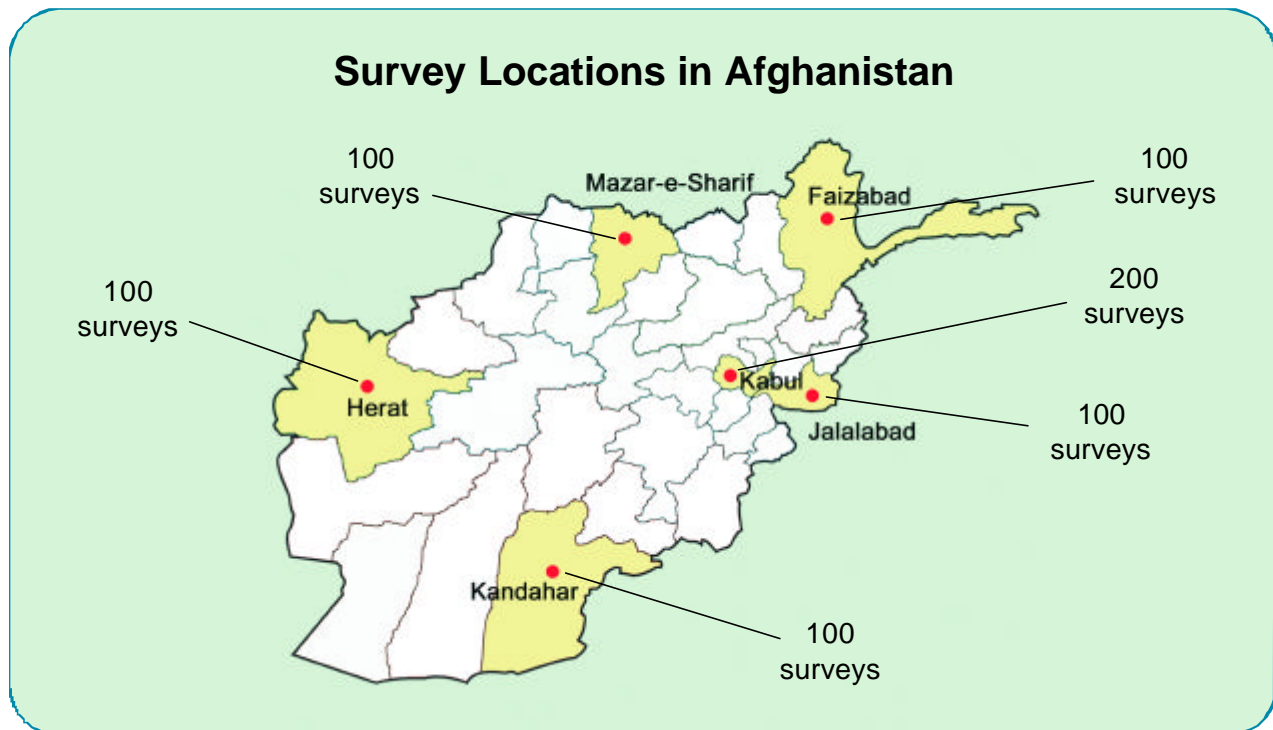 Survey Locations in Afghanistan
100
surveys
Mazar-e-Sharif
100
surveys
Faizabad
200
surveys
100
surveys
Herat
Kabul
100
surveys
Jalalabad
Kandahar
100
surveys